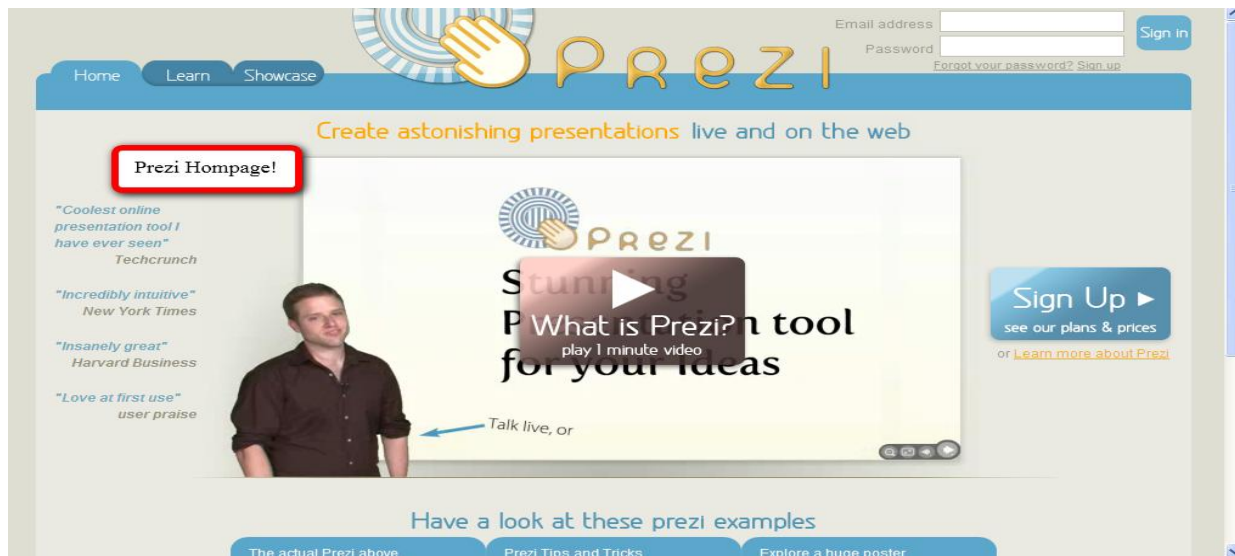 Email address
Password
Sign in
Forgot your password? Sign up
PREZI
Home
Learn
Showcase
Create astonishing presentations live and on the web
Prezi Hompage!
"Coolest online
presentation tool I
have ever seen"
Techcrunch
"Incredibly intuitive"
New York Times
"Insanely great"
Harvard Business
"Love at first use"
user praise
PREZI
Stunning
Presentation tool
for your ideas
What is Prezi?
play 1 minute video
Talk live, or
Sign Up
see our plans & prices
or Learn more about Prezi
Have a look at these prezi examples
The actual Prezi above
Prezi Tips and Tricks
Explore a huge poster